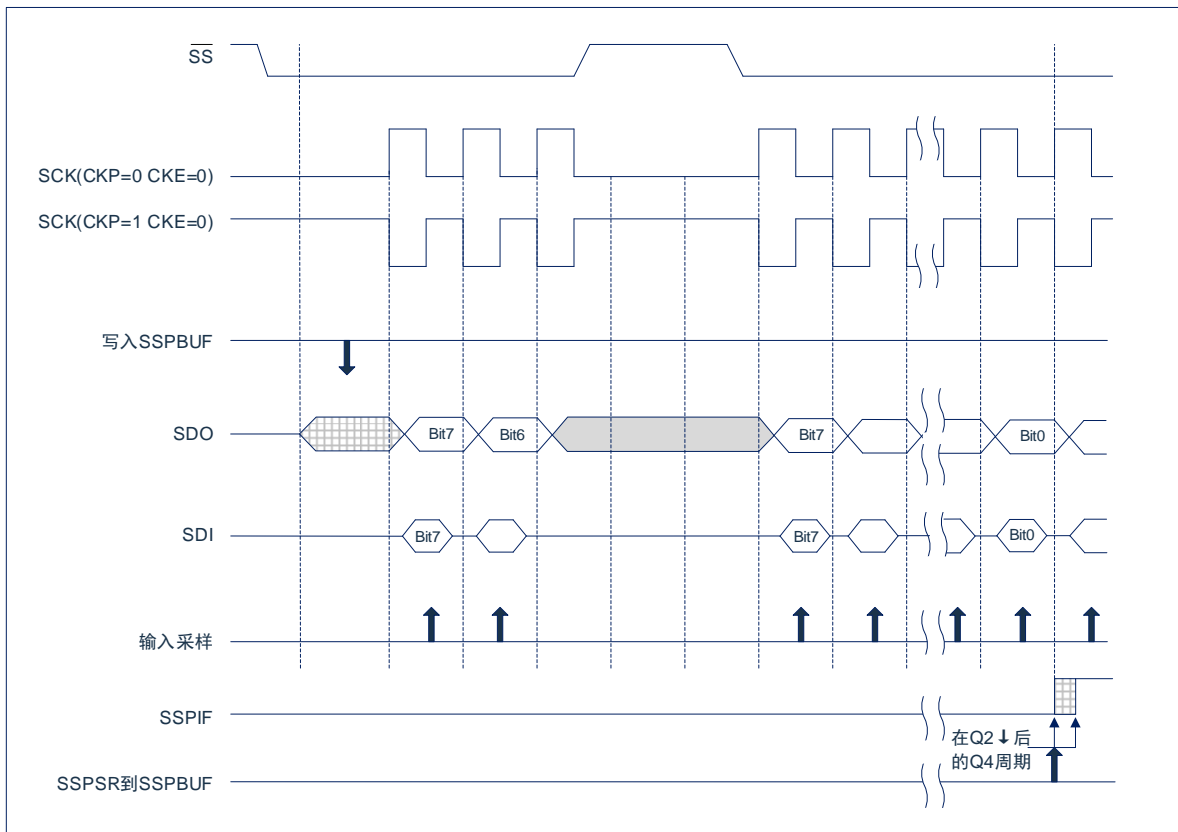 SS
SCK(CKP=0 CKE=0)
SCK(CKP=1 CKE=0)
写入SSPBUF
SDO
Bit7
Bit6
Bit7
Bit0
SDI
Bit7
Bit7
Bit0
输入采样
SSPIF
在Q2↓后
的Q4周期
SSPSR到SSPBUF